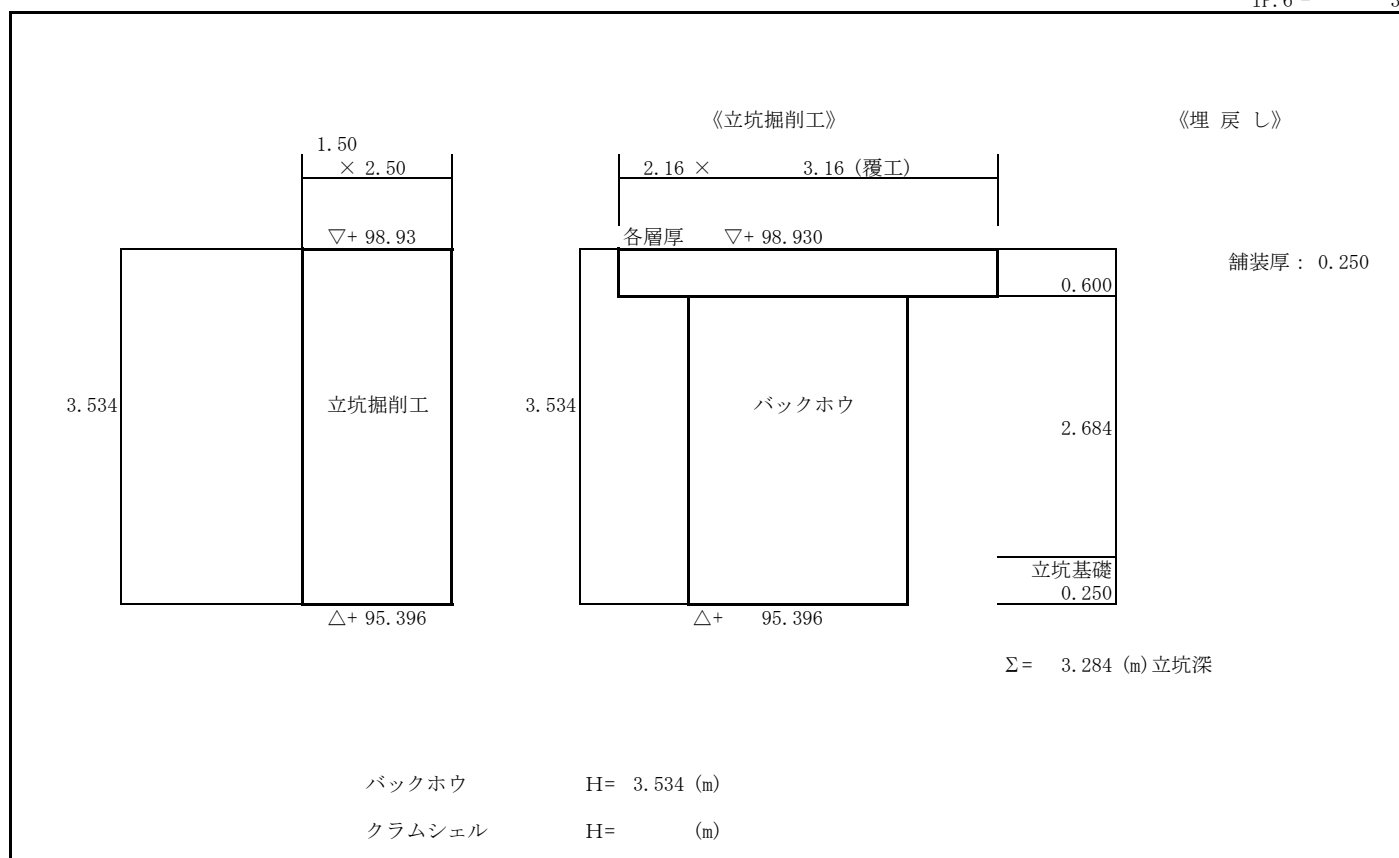 《立坑掘削工》 《埋 戻 し》
1.50
× 2.50 2.16 × 3.16 (覆工)
▽+ 98.93 各層厚 ▽+ 98.930
舗装厚 : 0.250
0.600
3.534 立坑掘削工 3.534 バックホウ
2.684
立坑基礎
0.250
△+ 95.396 △+ 95.396
Σ= 3.284 (m)立坑深
バックホウ H= 3.534 (m)
クラムシェル H= (m)